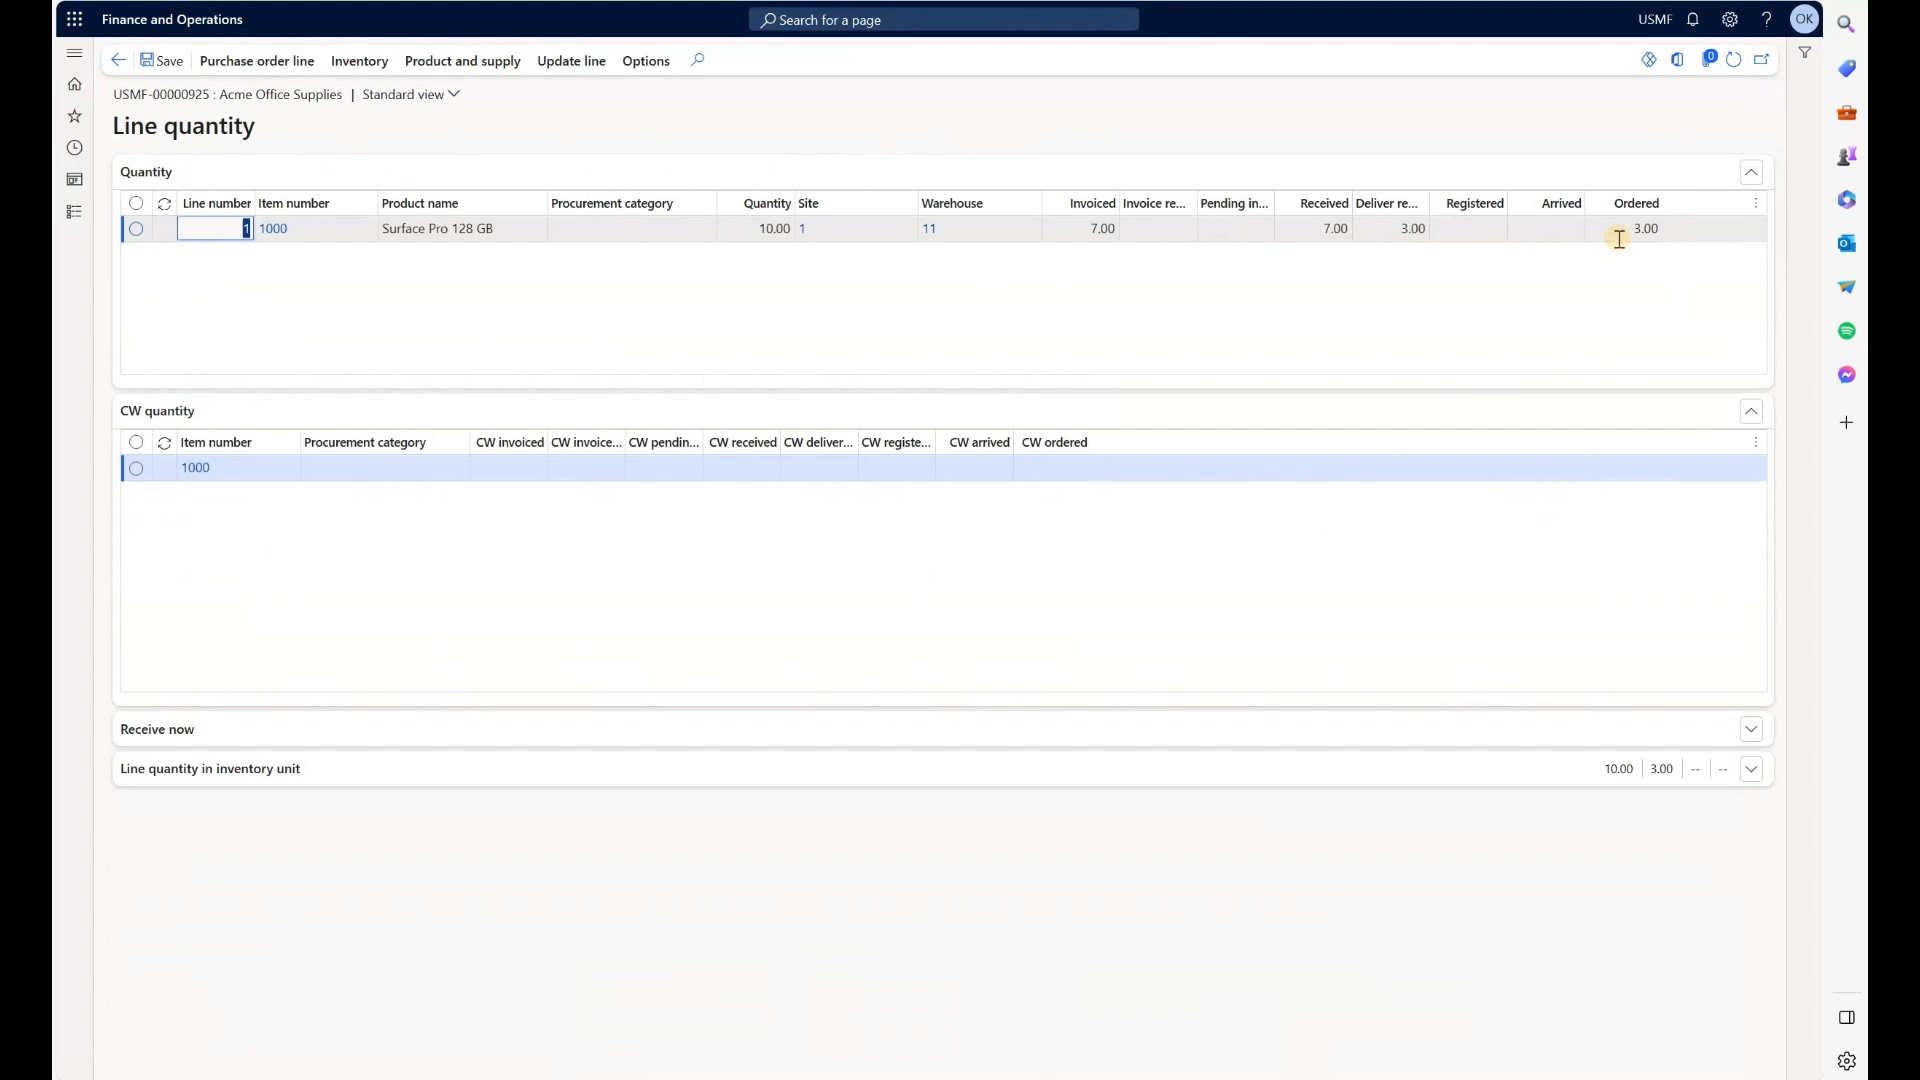 Finance and Operations
Search for a page
USMF
OK
Save
Purchase order line
Inventory
Product and supply
Update line
Options
0
USMF-00000925 : Acme Office Supplies | Standard view
Line quantity
Quantity
Line number Item number Product name Procurement category Quantity Site Warehouse Invoiced Invoice re... Pending in... Received Deliver re... Registered Arrived Ordered
1 1000 Surface Pro 128 GB 10.00 1 11 7.00 7.00 3.00 3.00
CW quantity
Item number Procurement category CW invoiced CW invoice... CW pendin... CW received CW deliver... CW registe... CW arrived CW ordered
1000
Receive now
Line quantity in inventory unit 10.00 3.00 -- --